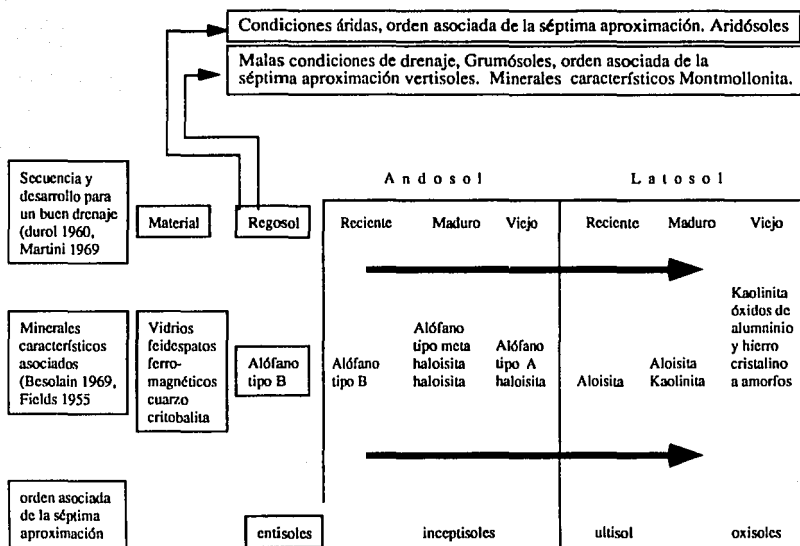 Condiciones áridas, orden asociada de la séptima aproximación. Aridósoles
Malas condiciones de drenaje, Grumósoles, orden asociada de la
séptima aproximación vertisoles. Minerales característicos Montmollonita.
Andosol
Latosol
Secuencia y
desarrollo para
un buen drenaje
(durol 1960,
Martini 1969
Material
Regosol
Reciente
Maduro
Viejo
Reciente
Maduro
Viejo
Minerales
característicos
asociados
(Besolain 1969,
Fields 1955
Vidrios
feidespatos
ferro-
magnéticos
cuarzo
critobalita
Alófano
tipo B
Alófano
tipo B
Alófano
tipo meta
haloisita
haloisita
Alófano
tipo A
haloisita
Aloisita
Aloisita
Kaolinita
Kaolinita
óxidos de
alumninio
y hierro
cristalino
a amorfos
orden asociada
de la séptima
aproximación
entisoles
inceptisoles
ultisol
oxisoles